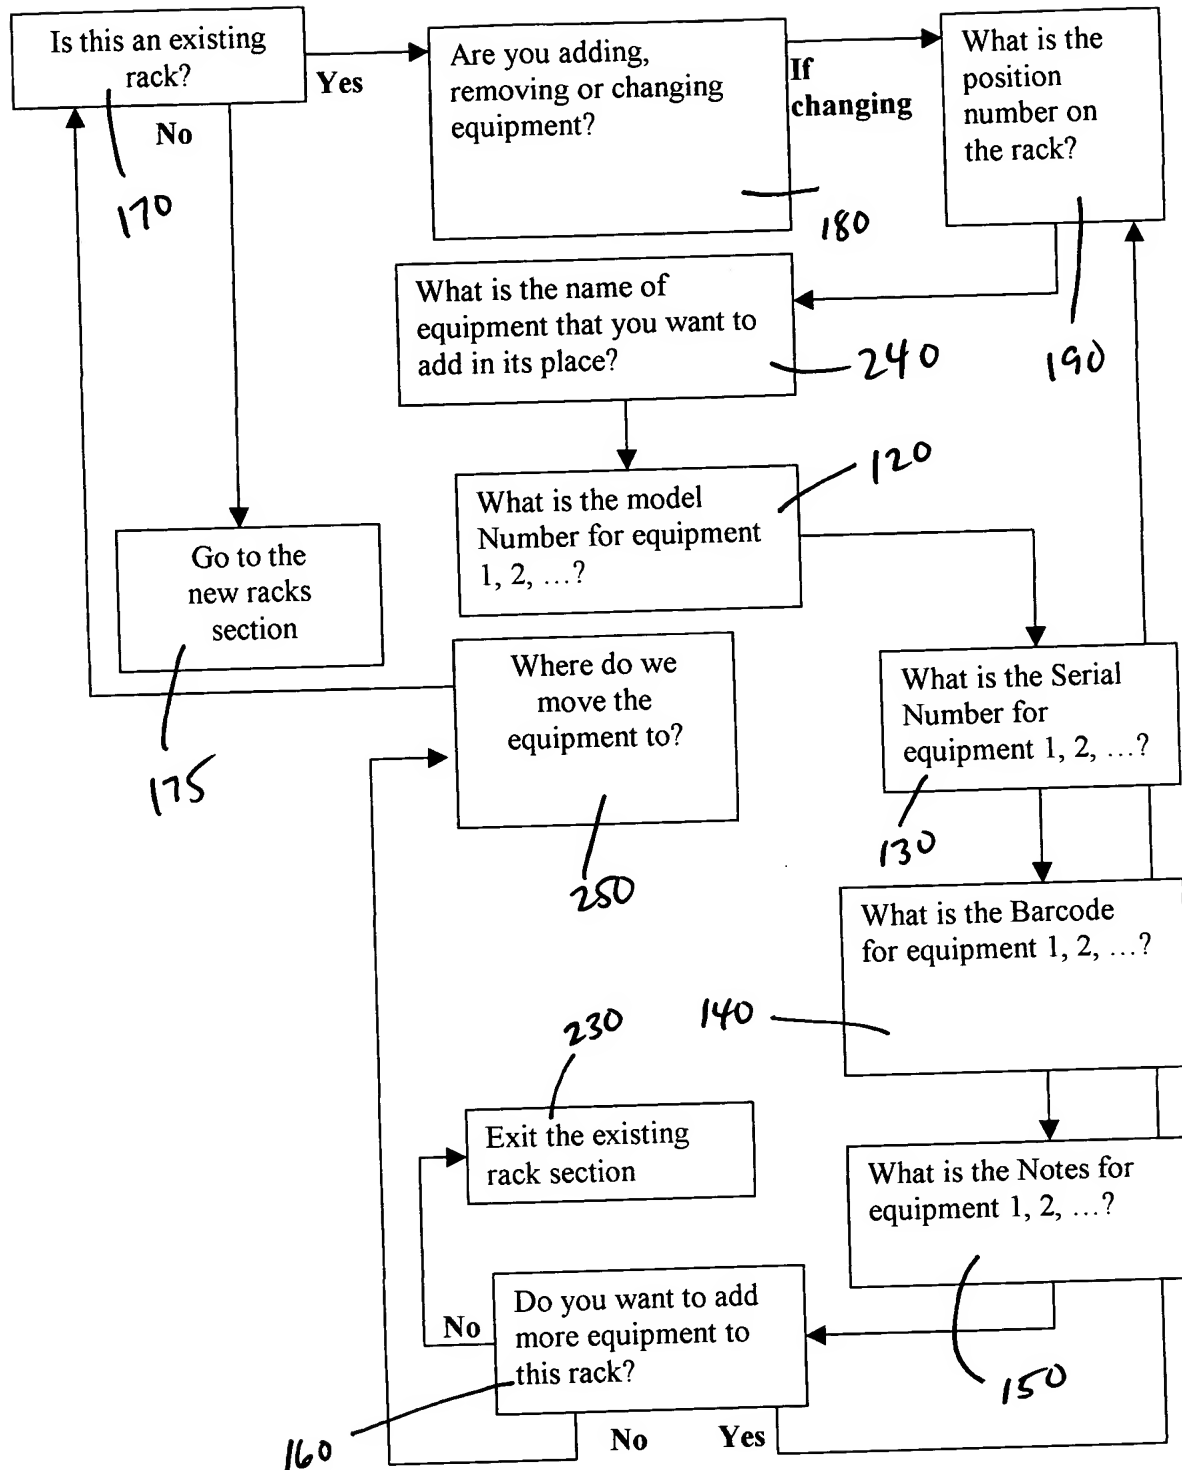 Is this an existing
rack?
Yes
No
170
Are you adding,
removing or changing
equipment?
180
If
changing
What is the
position
number on
the rack?
190
What is the name of
equipment that you want to
add in its place?
240
What is the model
Number for equipment
1, 2, …?
120
Go to the
new racks
section
175
Where do we
move the
equipment to?
250
What is the Serial
Number for
equipment 1, 2, …?
130
What is the Barcode
for equipment 1, 2, …?
140
230
Exit the existing
rack section
What is the Notes for
equipment 1, 2, …?
150
No
Do you want to add
more equipment to
this rack?
160
No
Yes